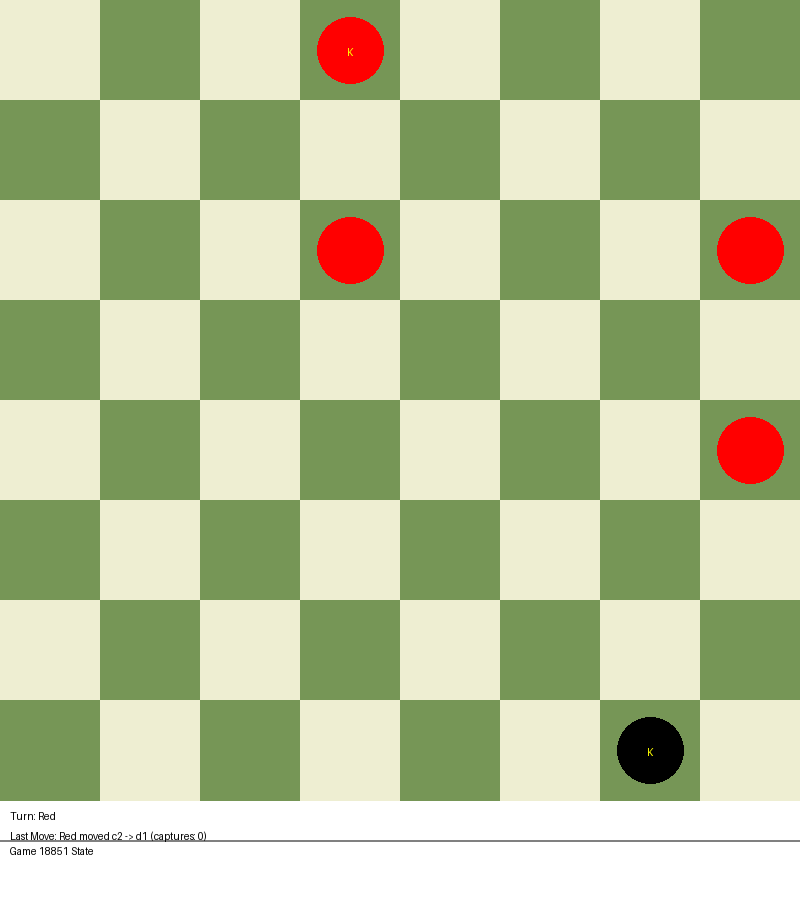 K
K
Turn: Red
Last Move: Red moved c2 -> d1 (captures: 0)
Game 18851 State